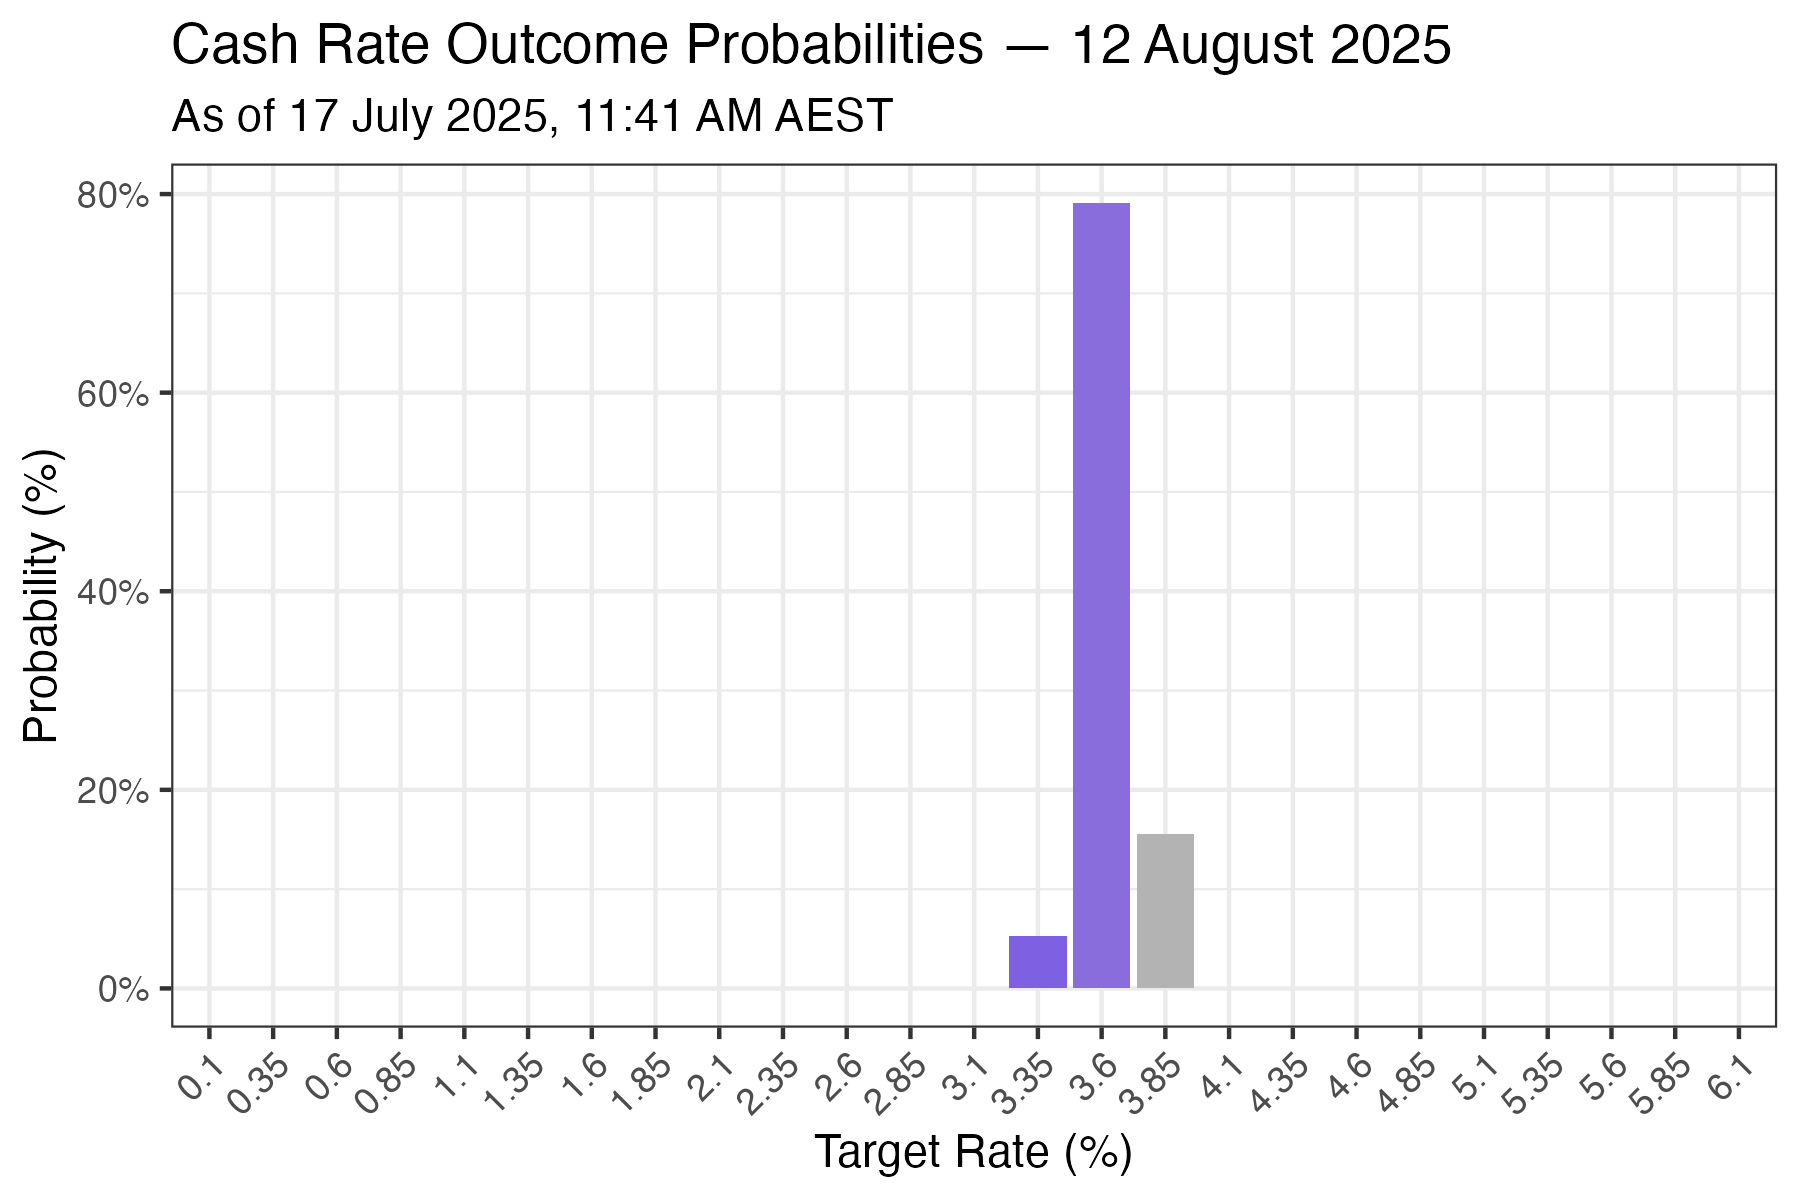 Cash Rate Outcome Probabilities — 12 August 2025
As of 17 July 2025, 11:41 AM AEST
Probability (%)
80%
60%
40%
20%
0%
0.1 0.35 0.6 0.85 1.1 1.35 1.6 1.85 2.1 2.35 2.6 2.85 3.1 3.35 3.6 3.85 4.1 4.35 4.6 4.85 5.1 5.35 5.6 5.85 6.1
Target Rate (%)